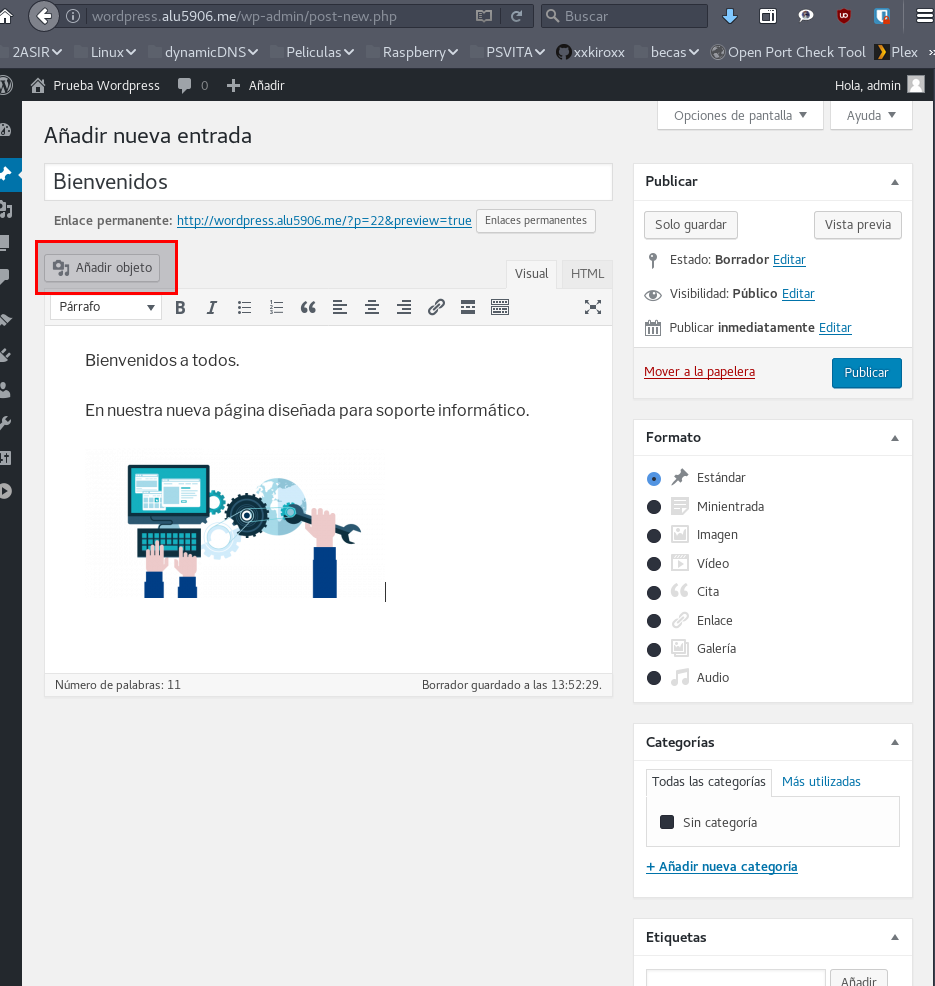 wordpress.alu5906.me/wp-admin/post-new.php
Buscar
2ASIR
Linux
dynamicDNS
Peliculas
Raspberry
PSVITA
xxkiroxx
becas
Open Port Check Tool
Plex
»
Prueba Wordpress
0
Añadir
Hola, admin
Opciones de pantalla
Ayuda
Añadir nueva entrada
Bienvenidos
Enlace permanente: http://wordpress.alu5906.me/?p=22&preview=true
Enlaces permanentes
Añadir objeto
Visual
HTML
Párrafo
B
I
Bienvenidos a todos.
En nuestra nueva página diseñada para soporte informático.
Número de palabras: 11
Borrador guardado a las 13:52:29.
Publicar
Solo guardar
Vista previa
Estado: Borrador Editar
Visibilidad: Público Editar
Publicar inmediatamente Editar
Mover a la papelera
Publicar
Formato
Estándar
Minientrada
Imagen
Vídeo
Cita
Enlace
Galería
Audio
Categorías
Todas las categorías
Más utilizadas
Sin categoría
+ Añadir nueva categoría
Etiquetas
Añadir